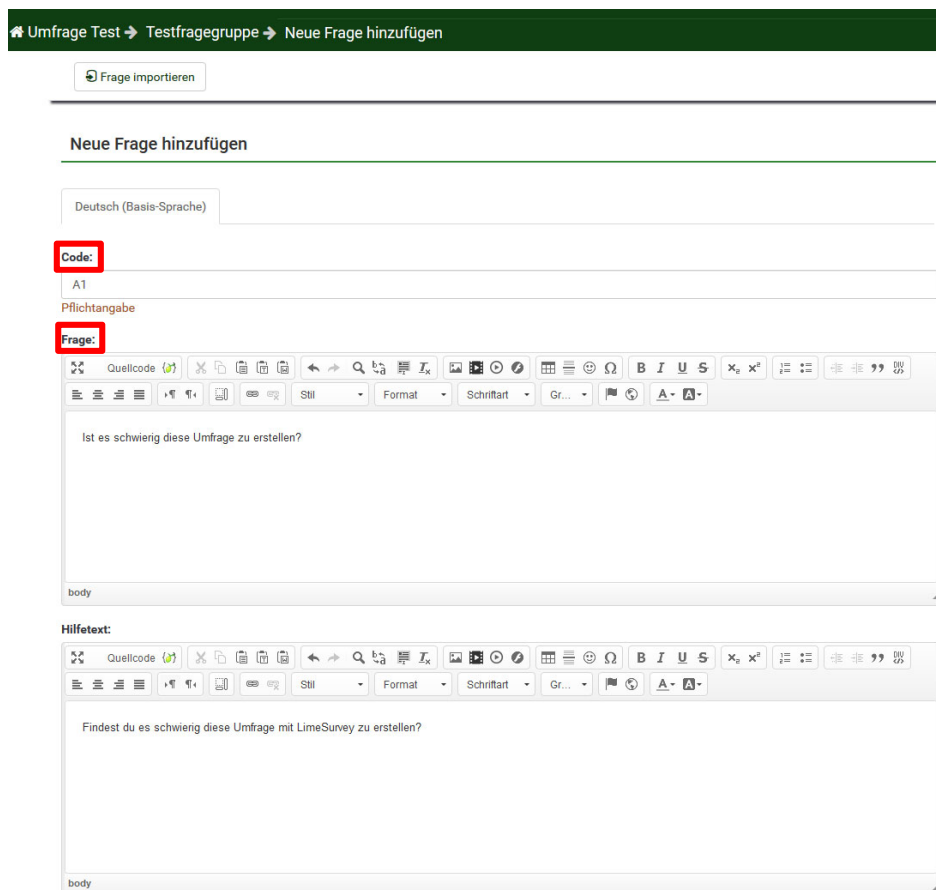 Umfrage Test Testfragegruppe Neue Frage hinzufügen
Frage importieren
Neue Frage hinzufügen
Deutsch (Basis-Sprache)
Code:
A1
Pflichtangabe
Frage:
Quellcode
Stil Format Schriftart Gr...
Ist es schwierig diese Umfrage zu erstellen?
body
Hilfetext:
Quellcode
Stil Format Schriftart Gr...
Findest du es schwierig diese Umfrage mit LimeSurvey zu erstellen?
body